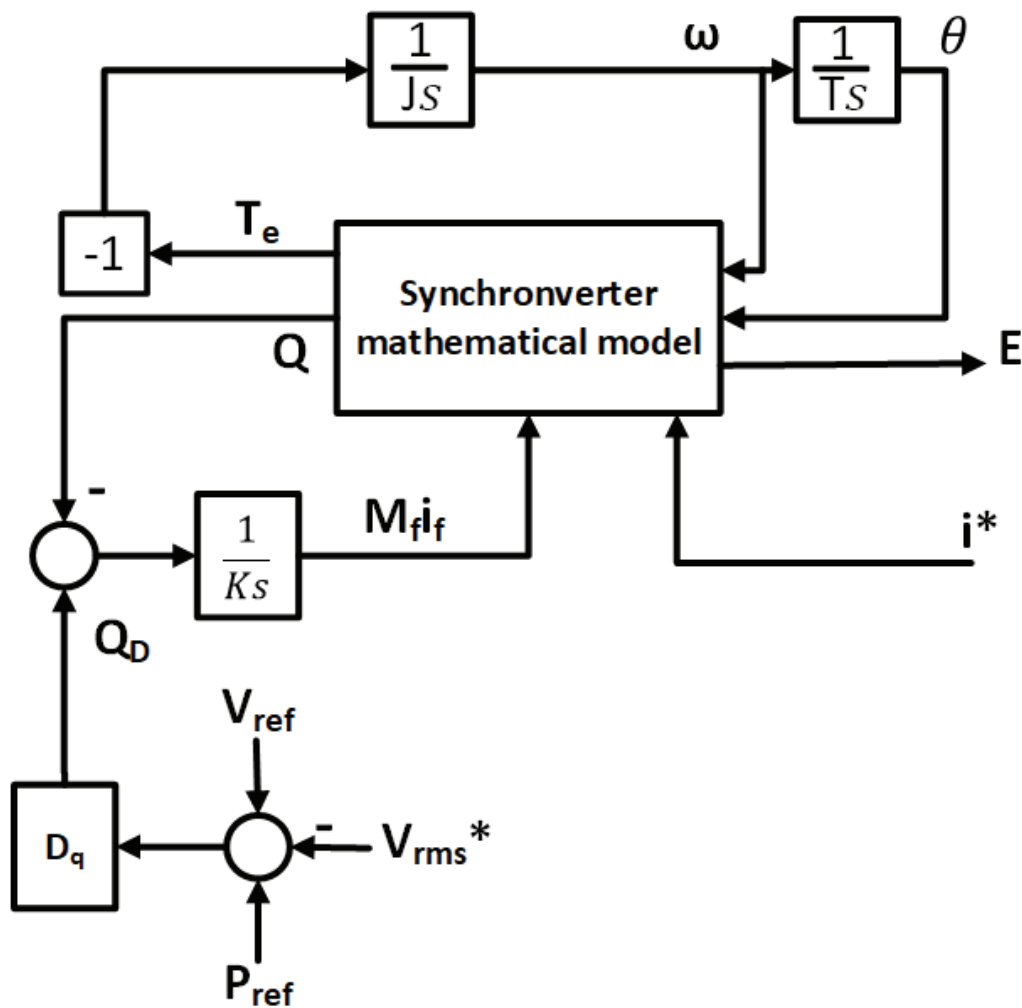 1
Js
ω
1
Ts
θ
-1
Te
Synchronverter
mathematical model
Q
E
-
1
Ks
Mfif
i*
QD
Vref
-
Vrms*
Dq
Pref